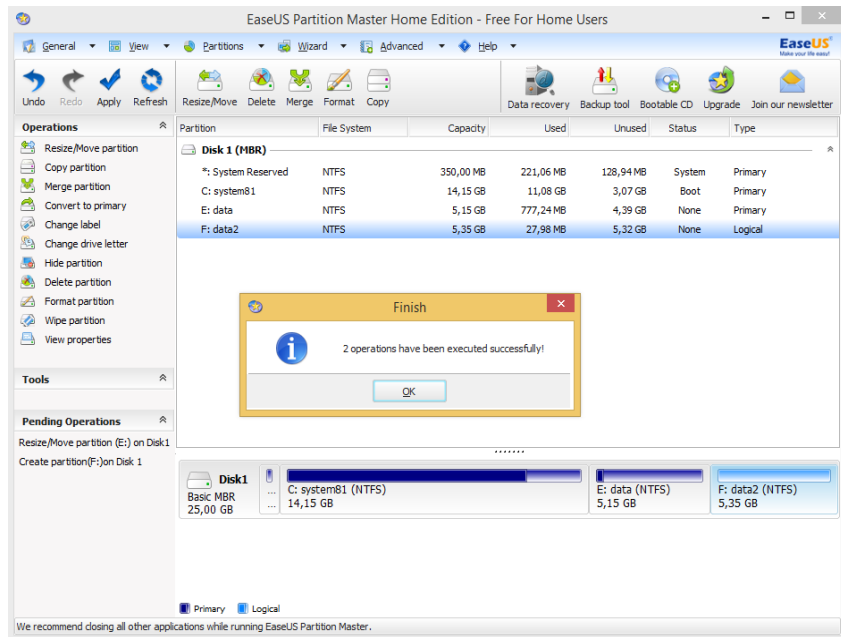 EaseUS Partition Master Home Edition - Free For Home Users
General View Partitions Wizard Advanced Help
EaseUS®
Make your life easy!
Undo Redo Apply Refresh Resize/Move Delete Merge Format Copy Data recovery Backup tool Bootable CD Upgrade Join our newsletter
Operations
Resize/Move partition
Copy partition
Merge partition
Convert to primary
Change label
Change drive letter
Hide partition
Delete partition
Format partition
Wipe partition
View properties
Tools
Pending Operations
Resize/Move partition (E:) on Disk1
Create partition(F:)on Disk 1
Partition File System Capacity Used Unused Status Type
Disk 1 (MBR)
*: System Reserved NTFS 350,00 MB 221,06 MB 128,94 MB System Primary
C: system81 NTFS 14,15 GB 11,08 GB 3,07 GB Boot Primary
E: data NTFS 5,15 GB 777,24 MB 4,39 GB None Primary
F: data2 NTFS 5,35 GB 27,98 MB 5,32 GB None Logical
Finish
2 operations have been executed successfully!
OK
Disk1
Basic MBR
25,00 GB
...
...
C: system81 (NTFS)
14,15 GB
E: data (NTFS)
5,15 GB
F: data2 (NTFS)
5,35 GB
Primary Logical
We recommend closing all other applications while running EaseUS Partition Master.